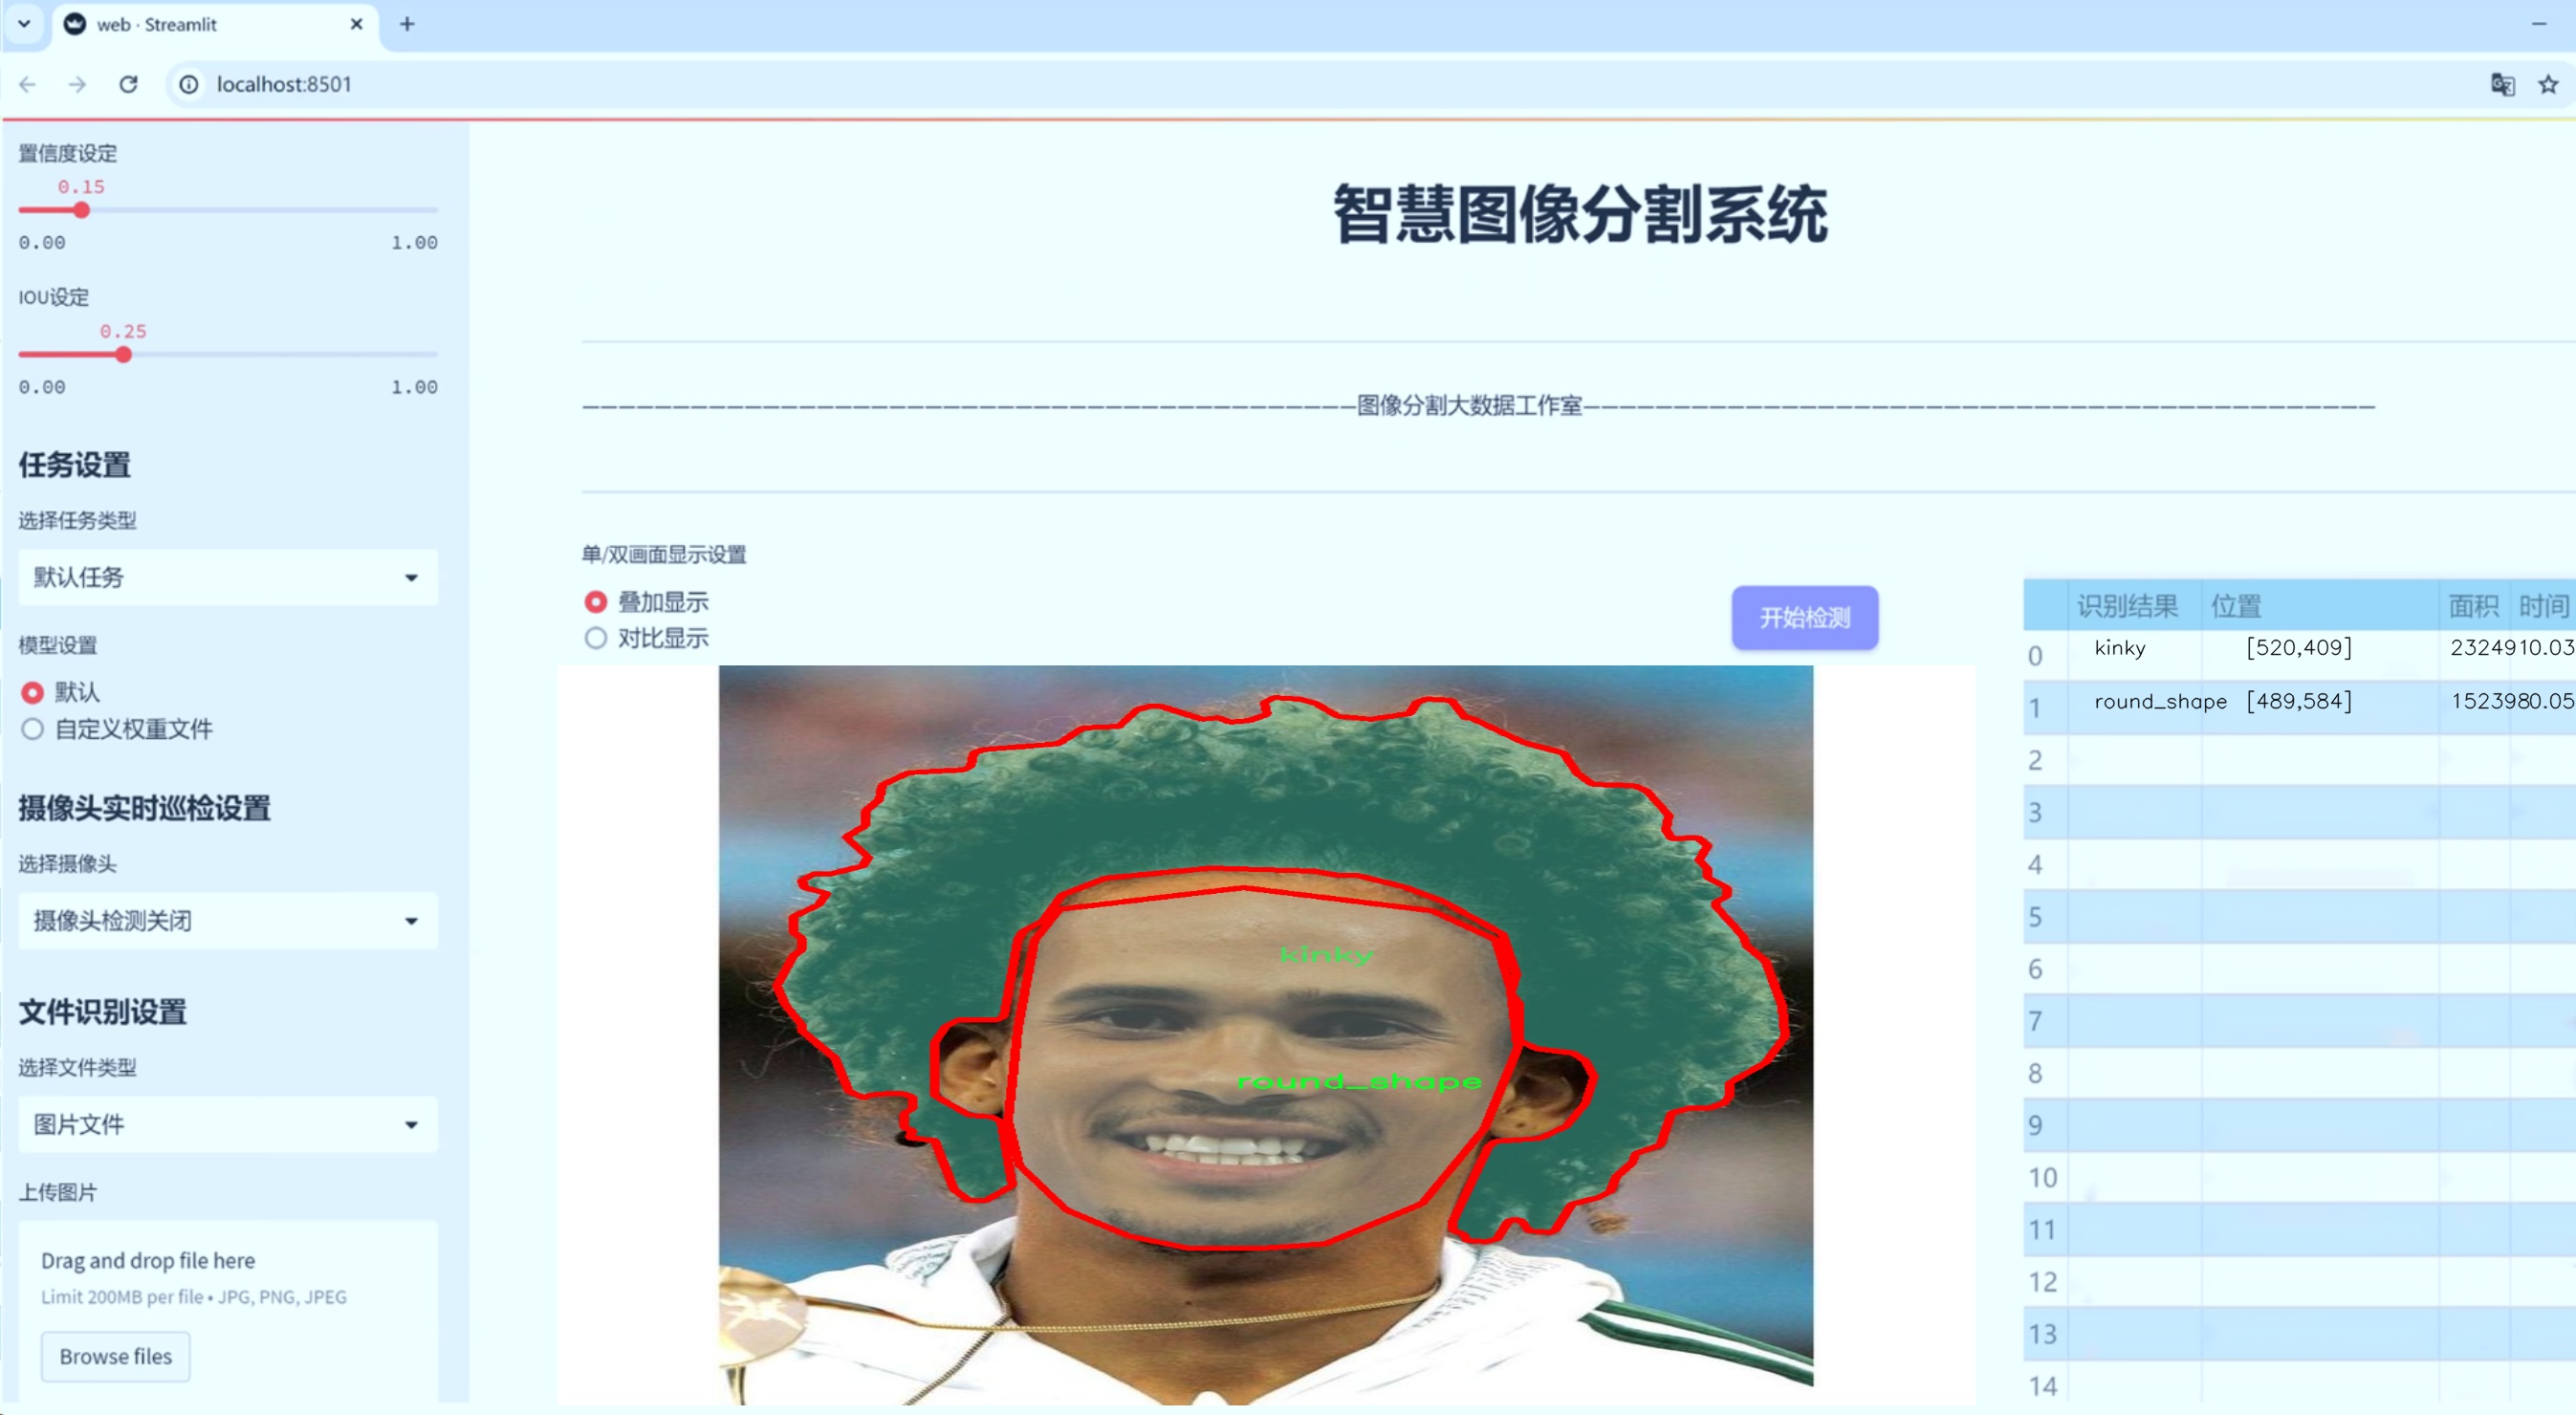 web · Streamlit
localhost:8501
置信度设定
0.15
0.00 1.00
IOU设定
0.25
0.00 1.00
任务设置
选择任务类型
默认任务
模型设置
默认
自定义权重文件
摄像头实时巡检设置
选择摄像头
摄像头检测关闭
文件识别设置
选择文件类型
图片文件
上传图片
Drag and drop file here
Limit 200MB per file • JPG, PNG, JPEG
Browse files
智慧图像分割系统
图像分割大数据工作室
单/双画面显示设置
叠加显示
对比显示
开始检测
kinky
round_shape
识别结果 位置 面积 时间
0 kinky [520,409] 2324910.03
1 round_shape [489,584] 1523980.05
2
3
4
5
6
7
8
9
10
11
12
13
14